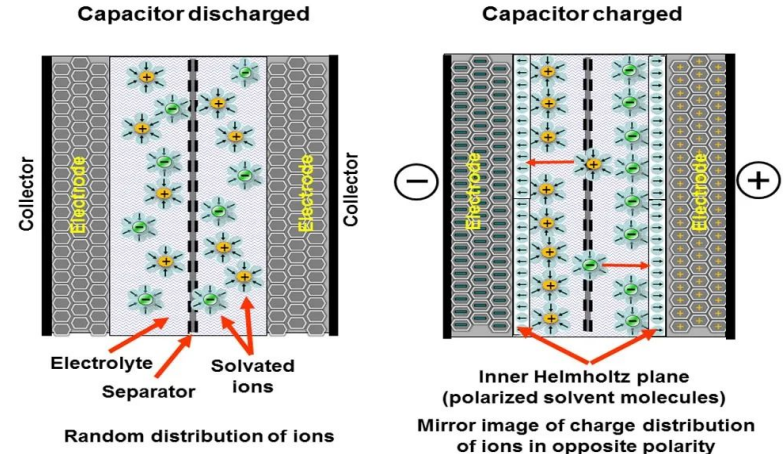 Capacitor discharged
Collector
Electrode
Electrode
Collector
Electrolyte
Separator
Solvated
ions
Random distribution of ions
Capacitor charged
−
Electrode
Electrode
+
Inner Helmholtz plane
(polarized solvent molecules)
Mirror image of charge distribution
of ions in opposite polarity